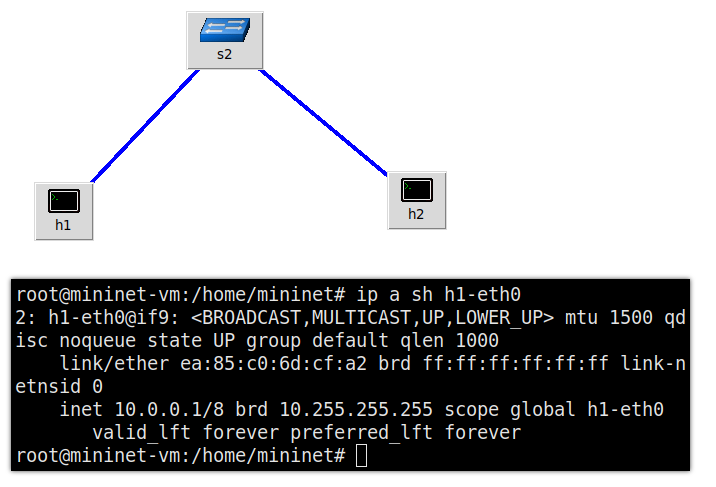 s2
h1
h2
root@mininet-vm:/home/mininet# ip a sh h1-eth0
2: h1-eth0@if9: <BROADCAST,MULTICAST,UP,LOWER_UP> mtu 1500 qd
isc noqueue state UP group default qlen 1000
    link/ether ea:85:c0:6d:cf:a2 brd ff:ff:ff:ff:ff:ff link-n
etnsid 0
    inet 10.0.0.1/8 brd 10.255.255.255 scope global h1-eth0
       valid_lft forever preferred_lft forever
root@mininet-vm:/home/mininet#